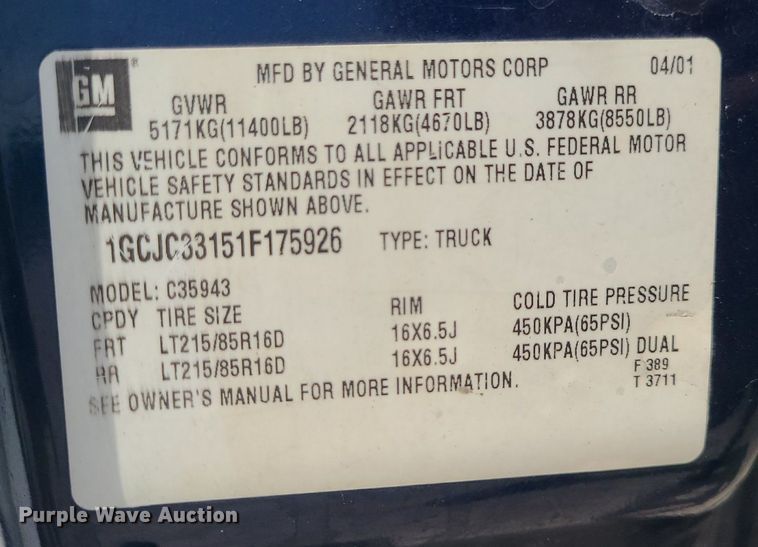 GM ® MFD BY GENERAL MOTORS CORP 04/01
GVWR GAWR FRT GAWR RR
5171KG(11400LB) 2118KG(4670LB) 3878KG(8550LB)
THIS VEHICLE CONFORMS TO ALL APPLICABLE U.S. FEDERAL MOTOR
VEHICLE SAFETY STANDARDS IN EFFECT ON THE DATE OF
MANUFACTURE SHOWN ABOVE.
1GCJC33151F175926 TYPE: TRUCK
MODEL: C35943
CPDY TIRE SIZE RIM COLD TIRE PRESSURE
FRT LT215/85R16D 16X6.5J 450KPA(65PSI)
RR LT215/85R16D 16X6.5J 450KPA(65PSI) DUAL
SEE OWNER'S MANUAL FOR MORE INFORMATION. F 389
T 3711
Purple Wave Auction